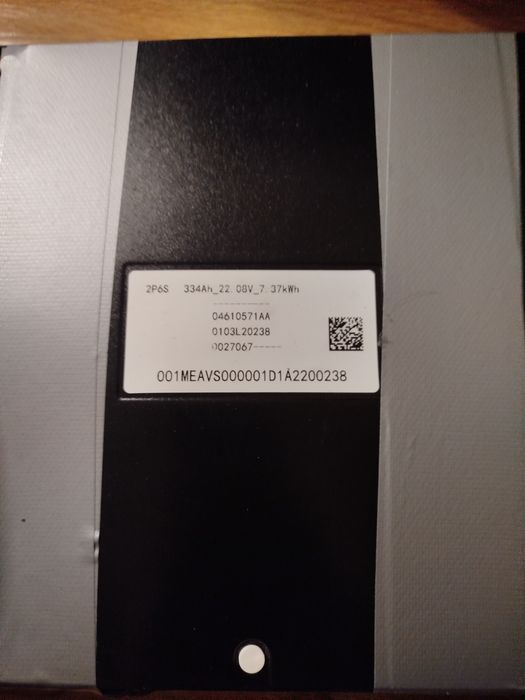 2P6S 334Ah_22.08V_7.37kWh
-----------
04610571AA
0103L20238
0027067-----
001MEAVS000001D1A2200238